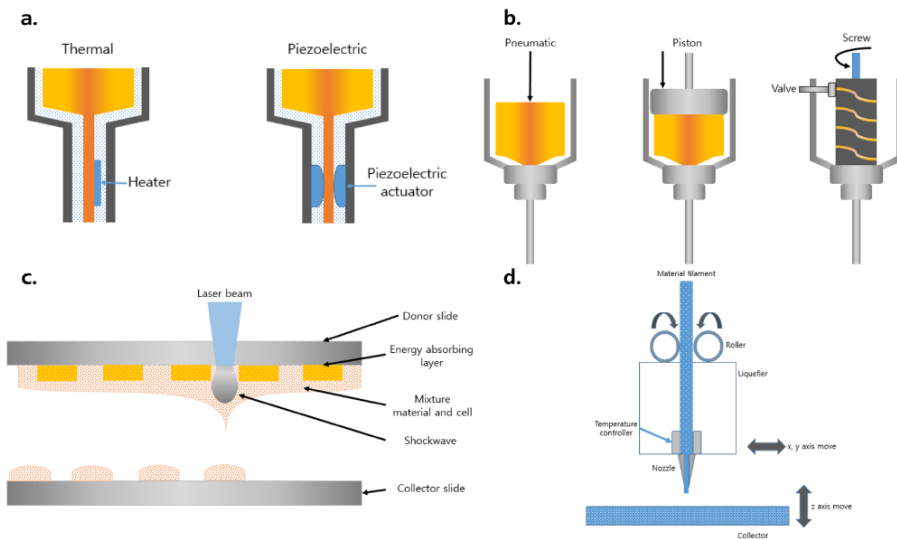 a.
Thermal
Piezoelectric
Heater
Piezoelectric
actuator
b.
Pneumatic
Piston
Screw
Valve
c.
Laser beam
Donor slide
Energy absorbing
layer
Mixture
material and cell
Shockwave
Collector slide
d.
Material filament
Roller
Liquefier
Temperature
controller
x, y axis move
Nozzle
z axis move
Collector